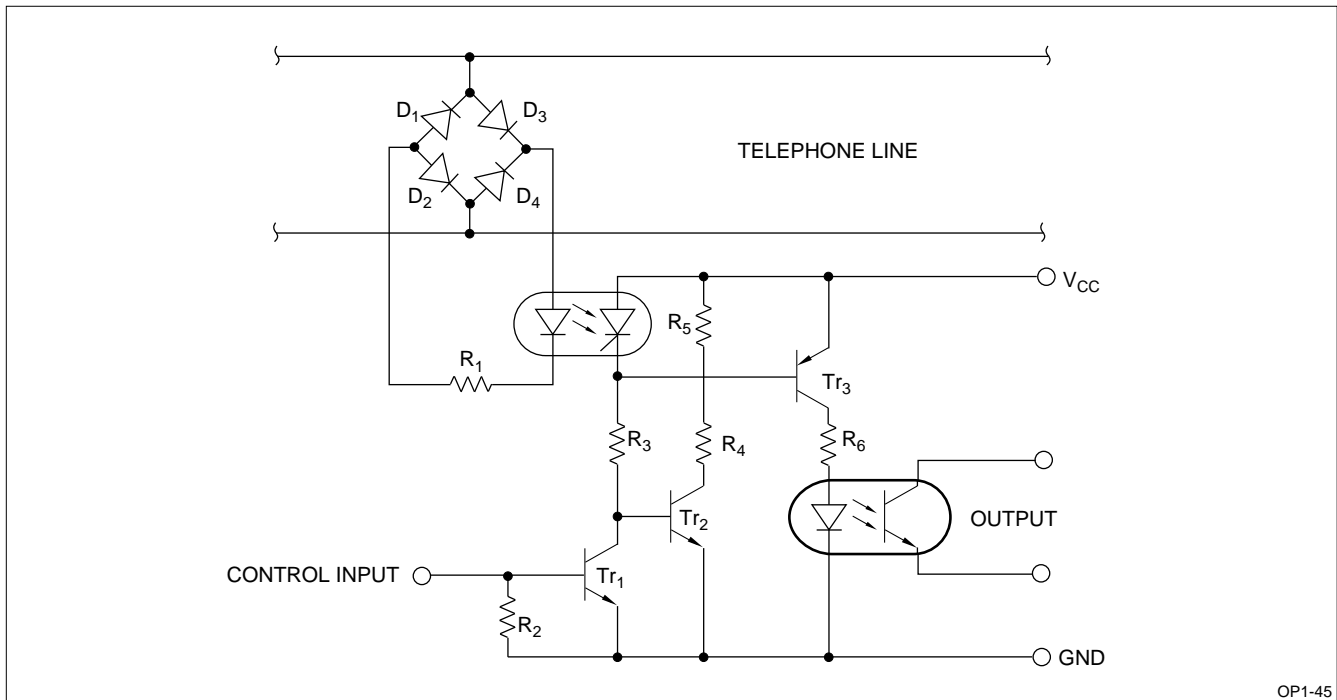 D1
D3
TELEPHONE LINE
D2
D4
VCC
R5
R1
Tr3
R3
R4
R6
Tr2
OUTPUT
CONTROL INPUT
Tr1
R2
GND
OP1-45